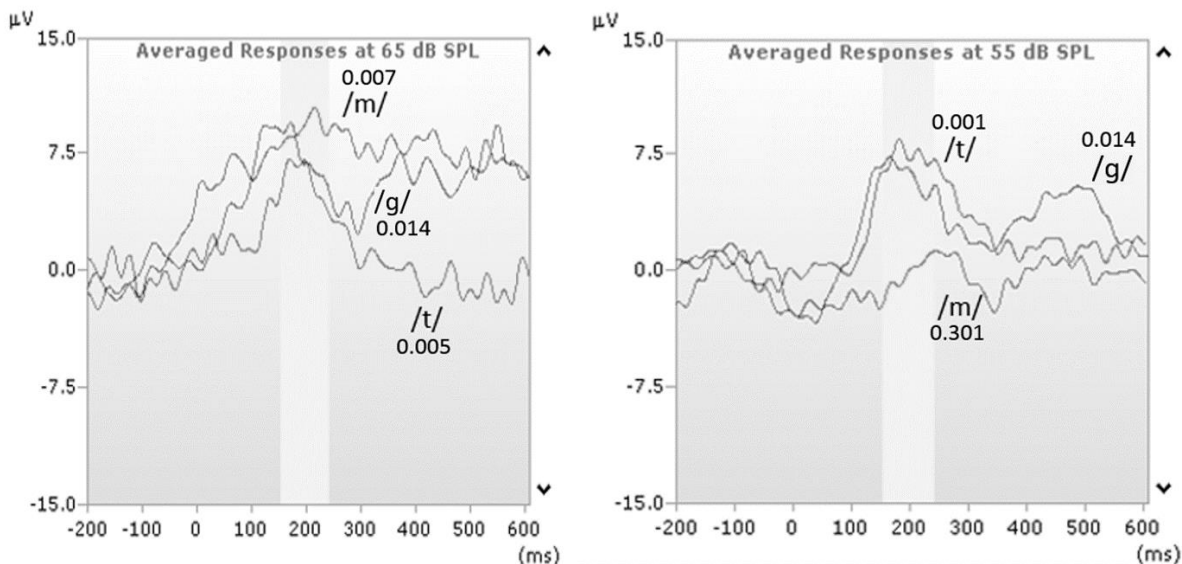 µV
15.0
Averaged Responses at 65 dB SPL
0.007
/m/
7.5
/g/
0.014
0.0
/t/
0.005
-7.5
-15.0
-200 -100 0 100 200 300 400 500 600
(ms)
µV
15.0
Averaged Responses at 55 dB SPL
0.001
/t/
0.014
/g/
7.5
0.0
/m/
0.301
-7.5
-15.0
-200 -100 0 100 200 300 400 500 600
(ms)